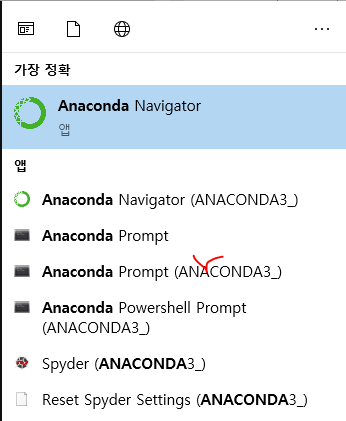 가장 정확
Anaconda Navigator
앱
앱
Anaconda Navigator (ANACONDA3_)
Anaconda Prompt
Anaconda Prompt (ANACONDA3_)
Anaconda Powershell Prompt
(ANACONDA3_)
Spyder (ANACONDA3_)
Reset Spyder Settings (ANACONDA3_)